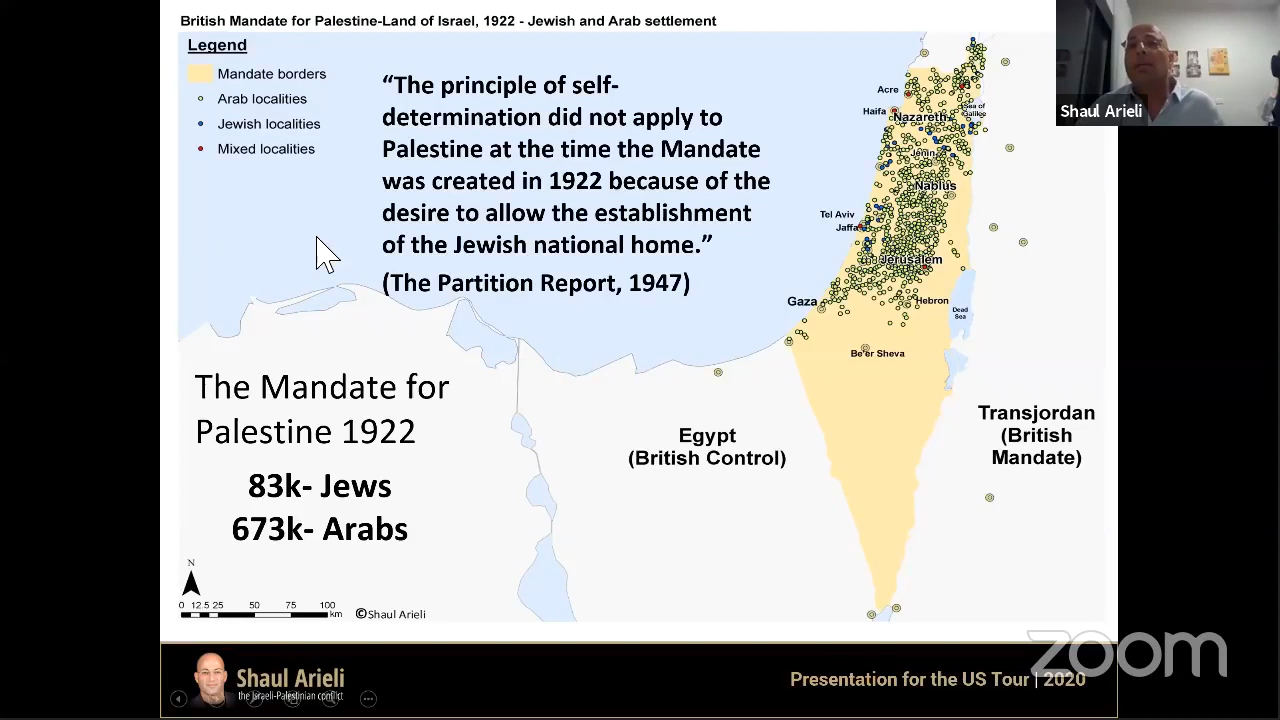 British Mandate for Palestine-Land of Israel, 1922 - Jewish and Arab settlement
Legend
Mandate borders
Arab localities
Jewish localities
Mixed localities
“The principle of self-
determination did not apply to
Palestine at the time the Mandate
was created in 1922 because of the
desire to allow the establishment
of the Jewish national home.”
(The Partition Report, 1947)
Shaul Arieli
Acre
Haifa
Sea of
Galilee
Nazareth
Jenin
Nablus
Tel Aviv
Jaffa
Jerusalem
Gaza
Hebron
Dead
Sea
Be'er Sheva
The Mandate for
Palestine 1922
83k- Jews
673k- Arabs
Egypt
(British Control)
Transjordan
(British
Mandate)
N
0 12.5 25 50 75 100
km
©Shaul Arieli
zoom
Shaul Arieli
the Israeli-Palestinian conflict
Presentation for the US Tour | 2020